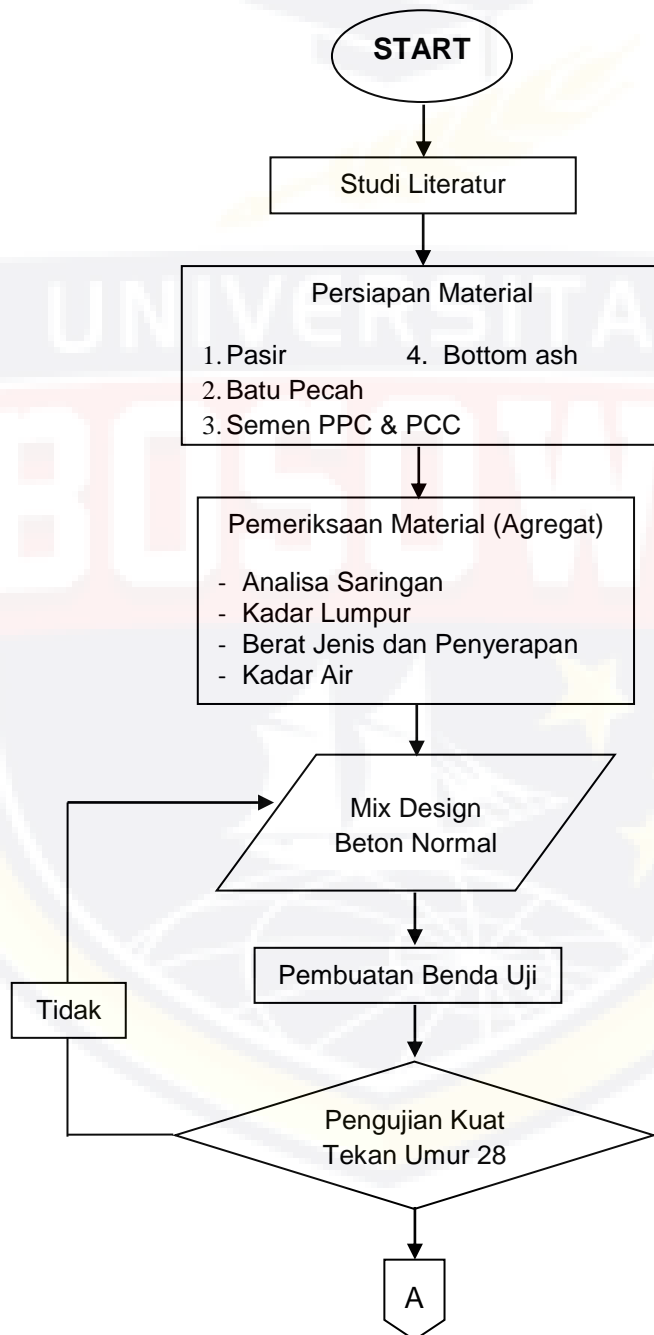 START
Studi Literatur
Persiapan Material
1. Pasir 4. Bottom ash
2. Batu Pecah
3. Semen PPC & PCC
Pemeriksaan Material (Agregat)
- Analisa Saringan
- Kadar Lumpur
- Berat Jenis dan Penyerapan
- Kadar Air
Mix Design
Beton Normal
Pembuatan Benda Uji
Tidak
Pengujian Kuat
Tekan Umur 28
A
UNIVERSITA
BOSOW